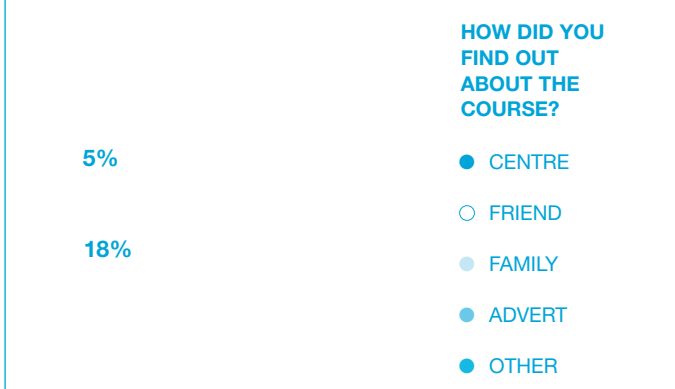 HOW DID YOU
FIND OUT
ABOUT THE
COURSE?
5%
CENTRE
FRIEND
18%
FAMILY
ADVERT
OTHER